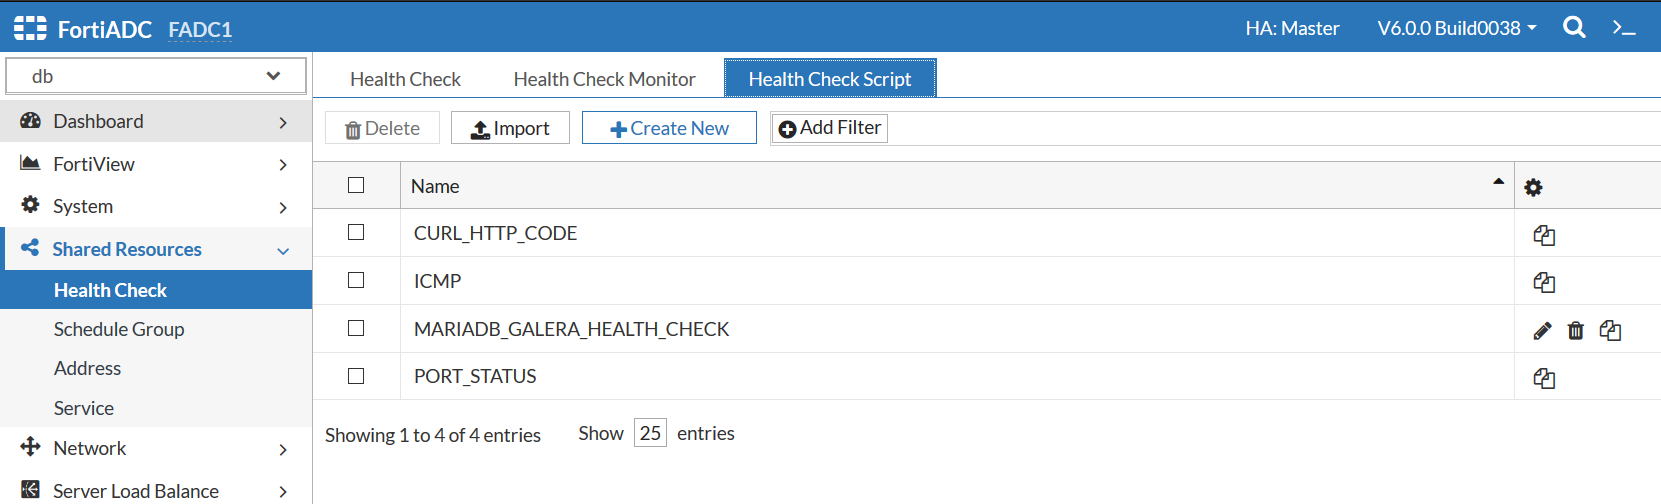 FortiADC FADC1 HA: Master V6.0.0 Build0038
db
Health Check Health Check Monitor Health Check Script
Dashboard
Delete Import Create New Add Filter
FortiView
Name
System
CURL_HTTP_CODE
Shared Resources
ICMP
Health Check
MARIADB_GALERA_HEALTH_CHECK
Schedule Group
PORT_STATUS
Address
Service
Showing 1 to 4 of 4 entries Show 25 entries
Network
Server Load Balance